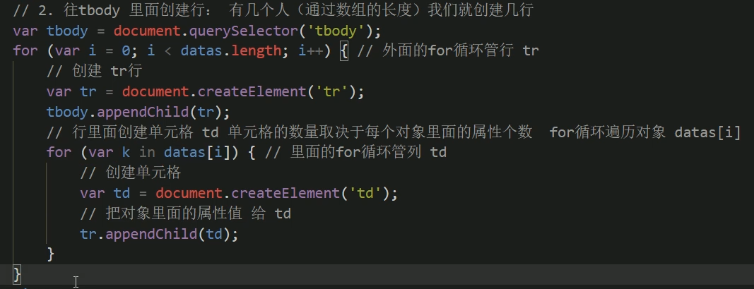 // 2. 往tbody 里面创建行： 有几个人（通过数组的长度）我们就创建几行
var tbody = document.querySelector('tbody');
for (var i = 0; i < datas.length; i++) { // 外面的for循环管行 tr
// 创建 tr行
var tr = document.createElement('tr');
tbody.appendChild(tr);
// 行里面创建单元格 td 单元格的数量取决于每个对象里面的属性个数  for循环遍历对象 datas[i]
for (var k in datas[i]) { // 里面的for循环管列 td
// 创建单元格
var td = document.createElement('td');
// 把对象里面的属性值 给 td
tr.appendChild(td);
}
}